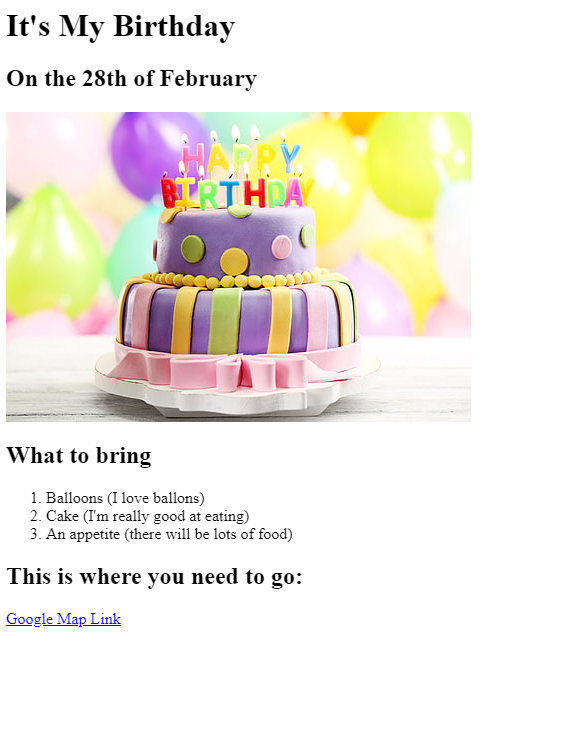 It's My Birthday
On the 28th of February
HAPPY
BIRTHDAY
What to bring
1. Balloons (I love ballons)
2. Cake (I'm really good at eating)
3. An appetite (there will be lots of food)
This is where you need to go:
Google Map Link